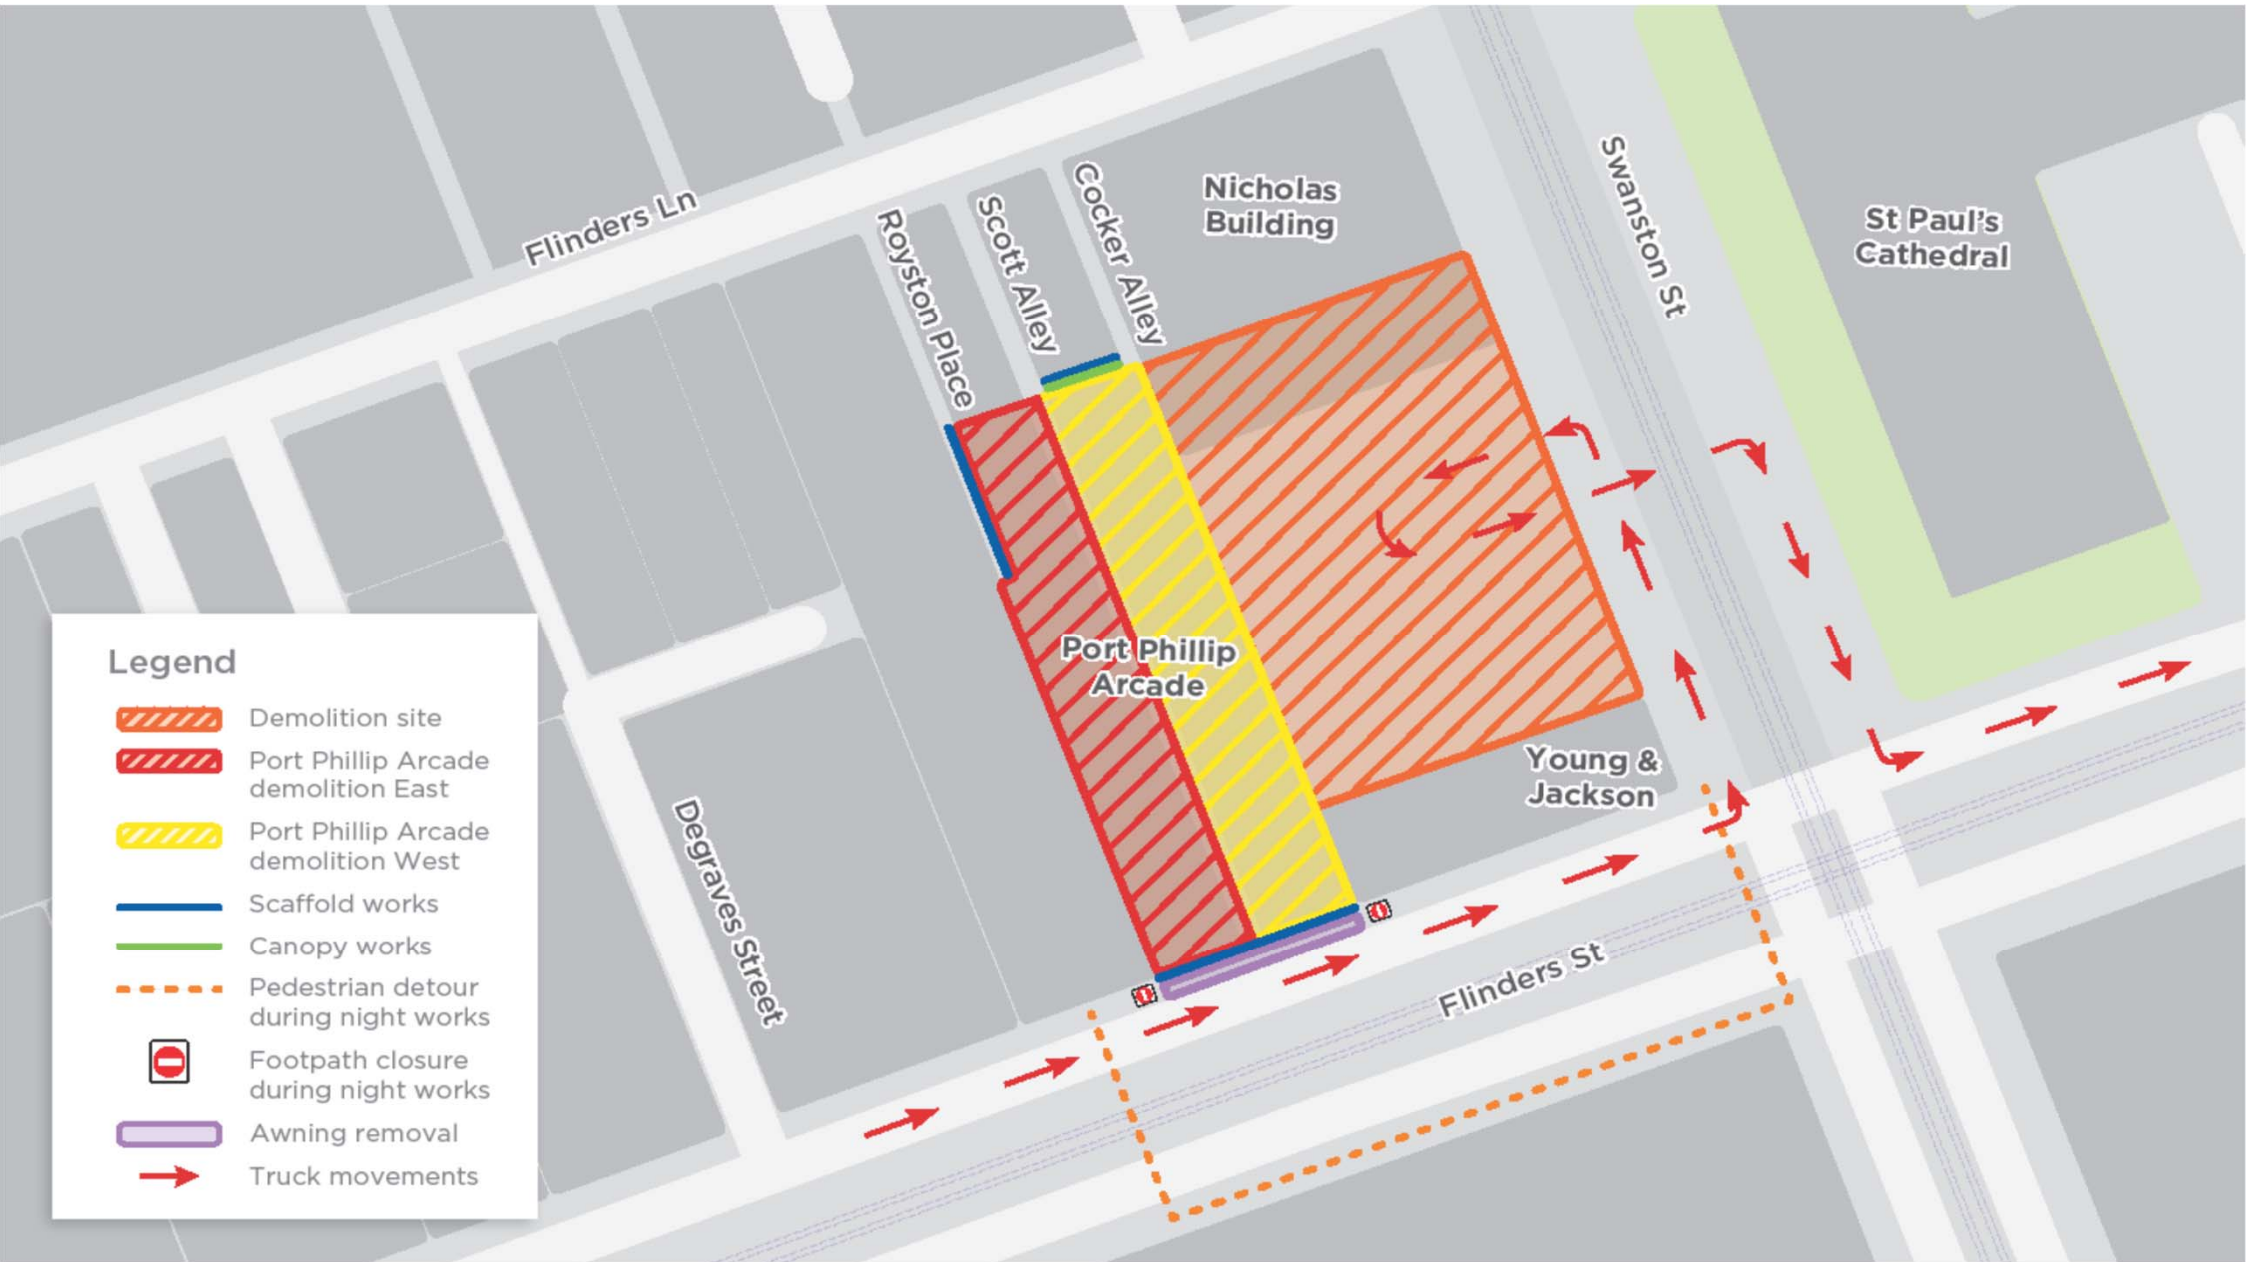 Flinders Ln
Royston Place
Scott Alley
Cocker Alley
Nicholas
Building
Swanston St
St Paul's
Cathedral
Port Phillip
Arcade
Young &
Jackson
Degraves Street
Flinders St
Legend
Demolition site
Port Phillip Arcade
demolition East
Port Phillip Arcade
demolition West
Scaffold works
Canopy works
Pedestrian detour
during night works
Footpath closure
during night works
Awning removal
Truck movements